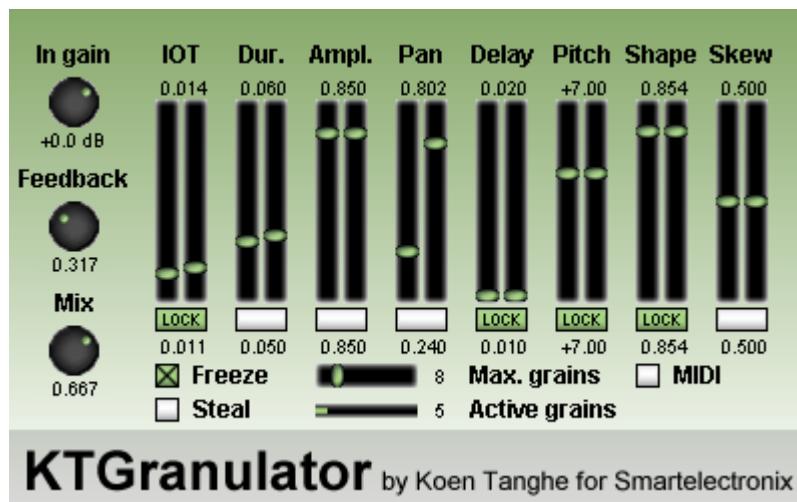 In gain IOT Dur. Ampl. Pan Delay Pitch Shape Skew
0.014 0.060 0.850 0.802 0.020 +7.00 0.854 0.500
+0.0 dB
Feedback
0.317
Mix
LOCK LOCK LOCK LOCK
0.011 0.050 0.850 0.240 0.010 +7.00 0.854 0.500
0.667 Freeze 8 Max. grains MIDI
Steal 5 Active grains
KTGranulator by Koen Tanghe for Smartelectronix